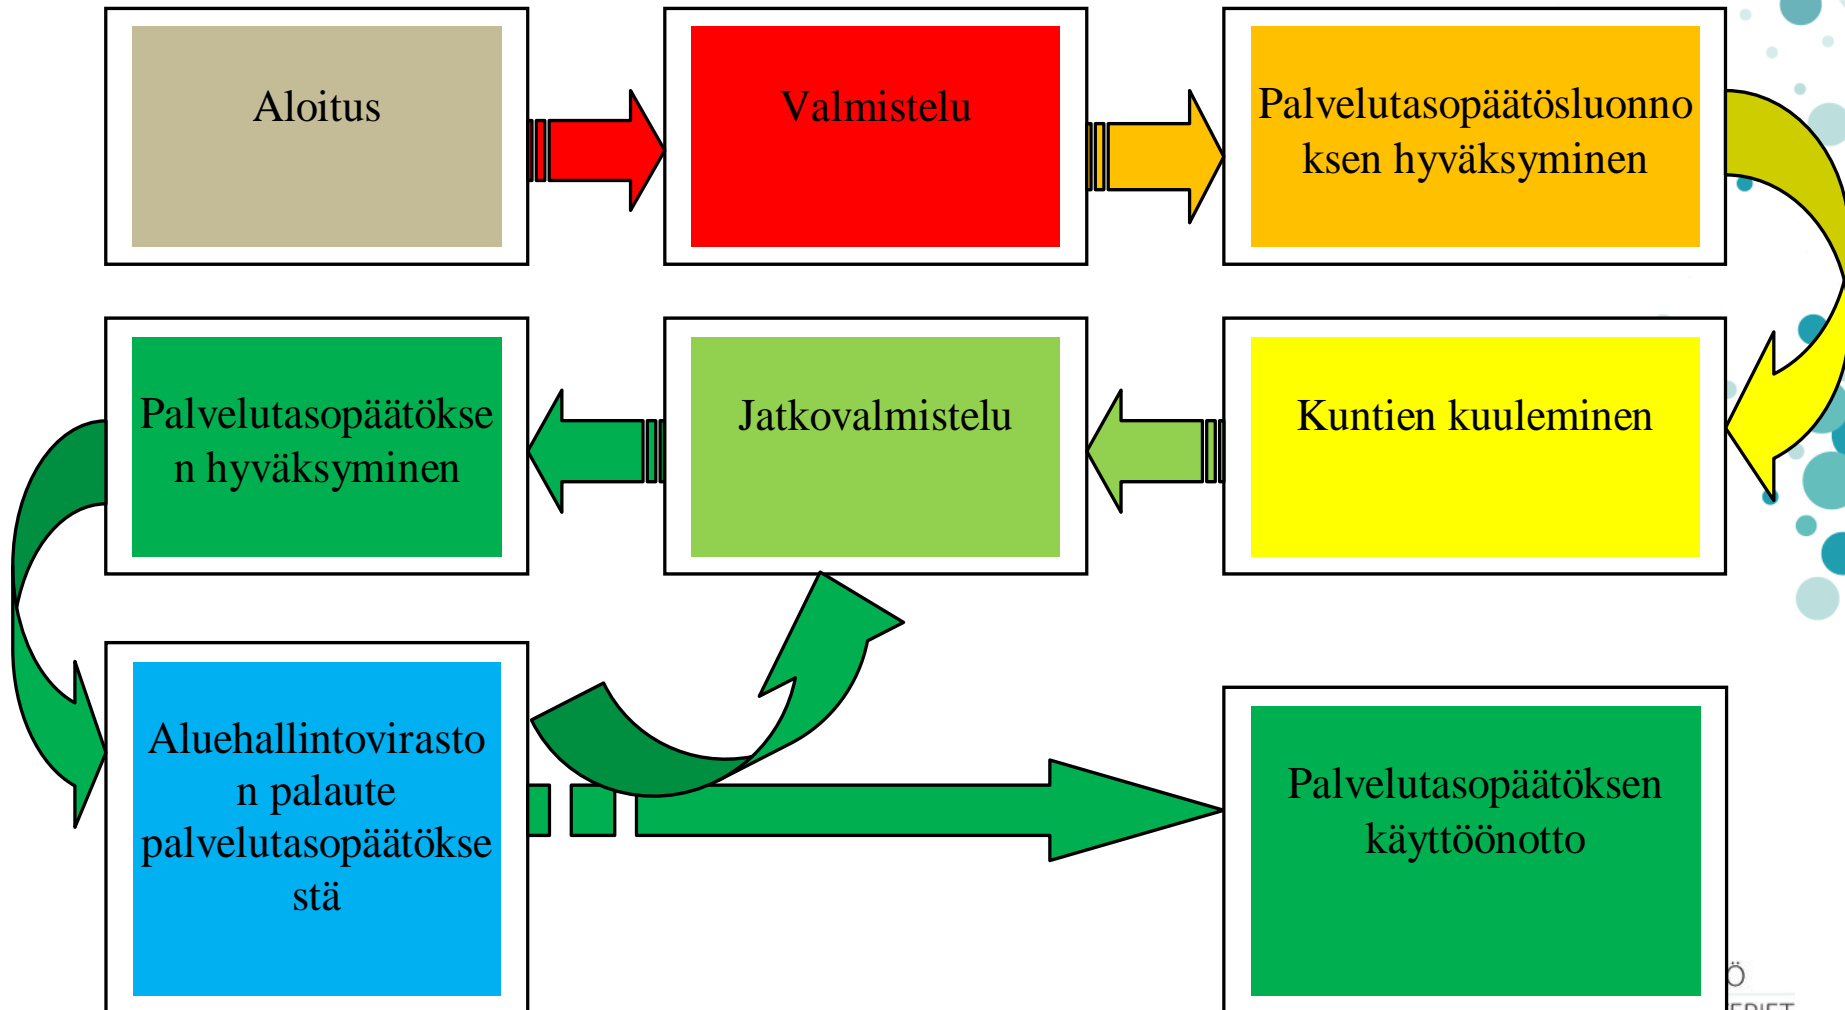 Aloitus
Valmistelu
Palvelutasopäätösluonno
ksen hyväksyminen
Palvelutasopäätökse
n hyväksyminen
Jatkovalmistelu
Kuntien kuuleminen
Aluehallintovirasto
n palaute
palvelutasopäätökse
stä
Palvelutasopäätöksen
käyttöönotto
Ö